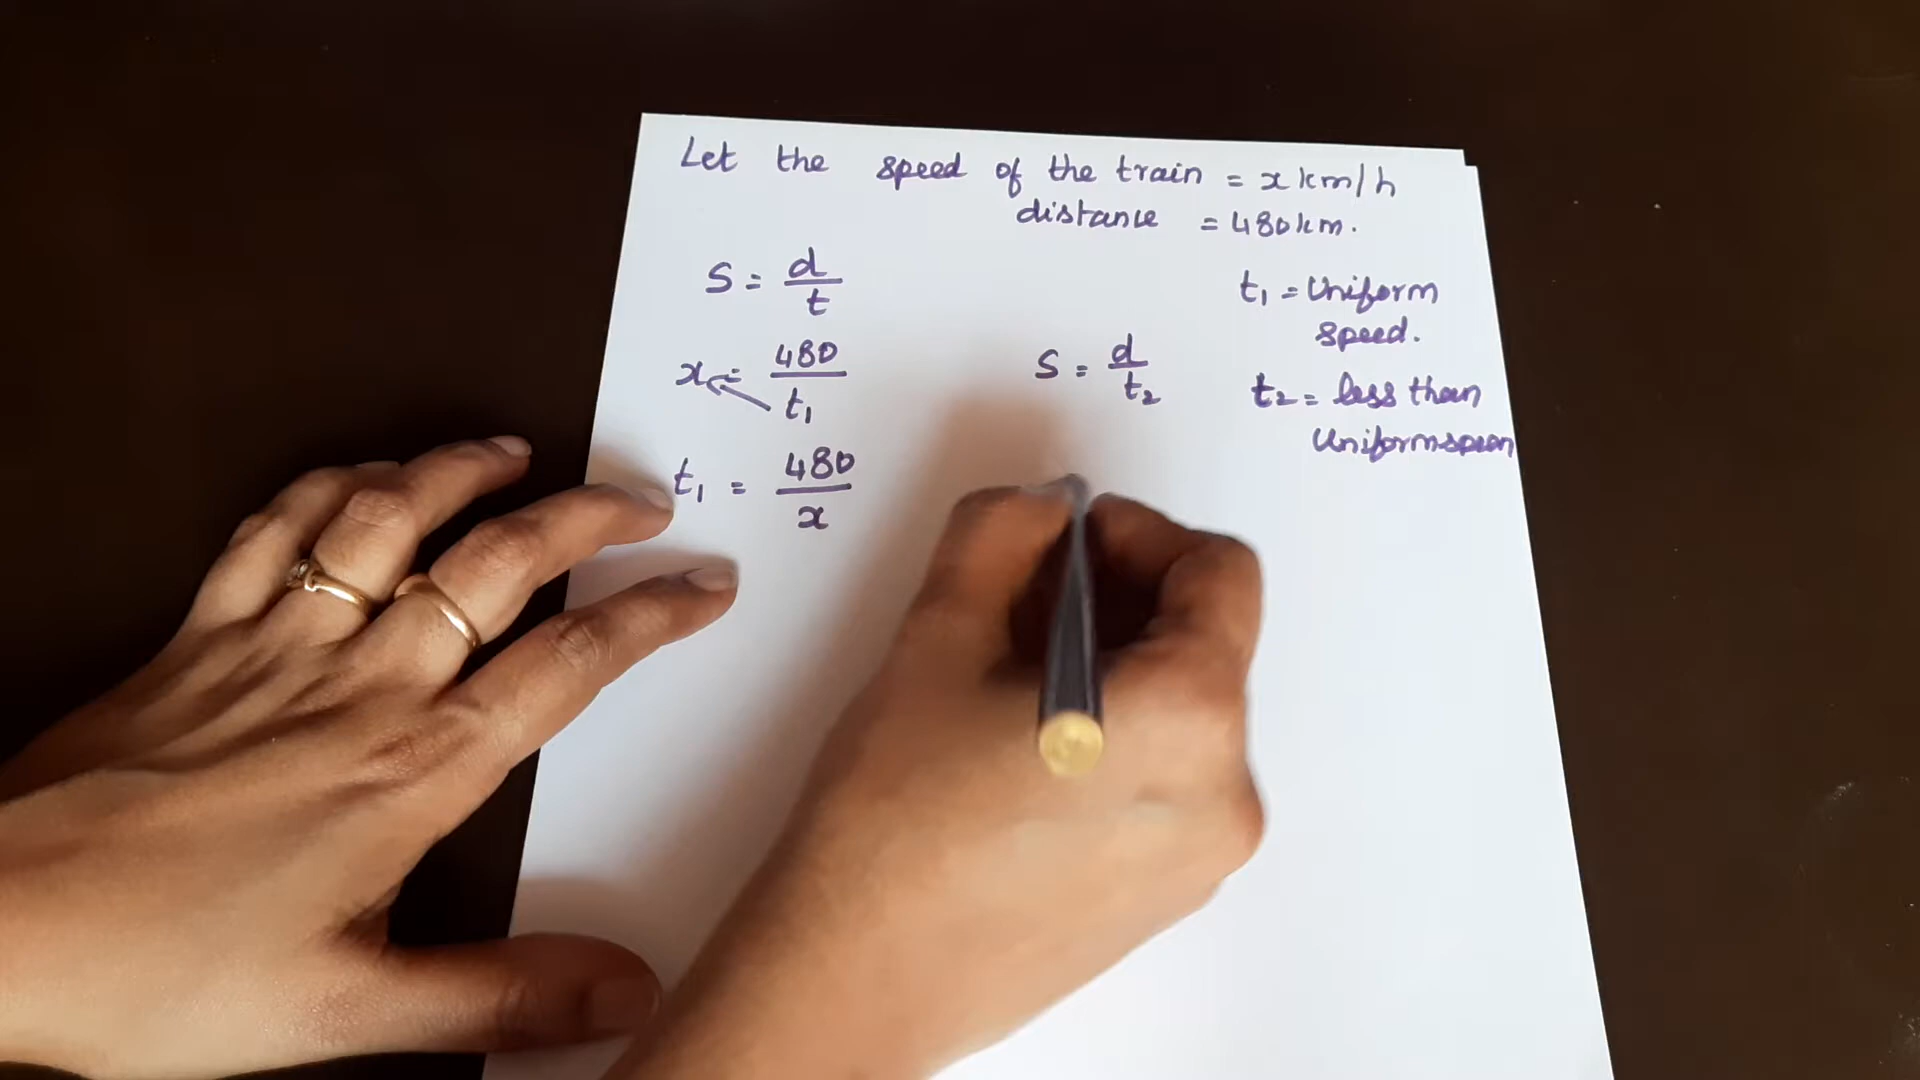 Let the speed of the train = x km/h
distance = 480 km.
S = d/t
t₁ = Uniform
speed.
x = 480/t₁
S = d/t₂
t₂ = less than
t₁ = 480/x